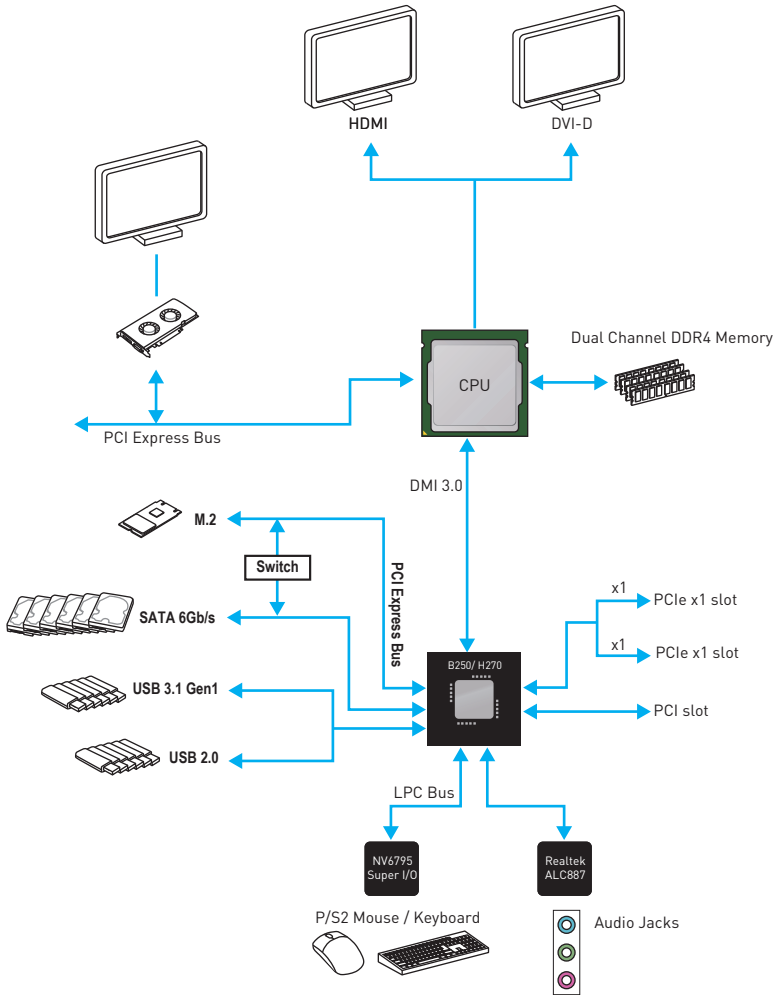 HDMI
DVI-D
Dual Channel DDR4 Memory
CPU
PCI Express Bus
DMI 3.0
M.2
Switch
PCI Express Bus
SATA 6Gb/s
x1
PCIe x1 slot
x1
PCIe x1 slot
B250/ H270
USB 3.1 Gen1
PCI slot
USB 2.0
LPC Bus
NV6795
Super I/O
Realtek
ALC887
P/S2 Mouse / Keyboard
Audio Jacks